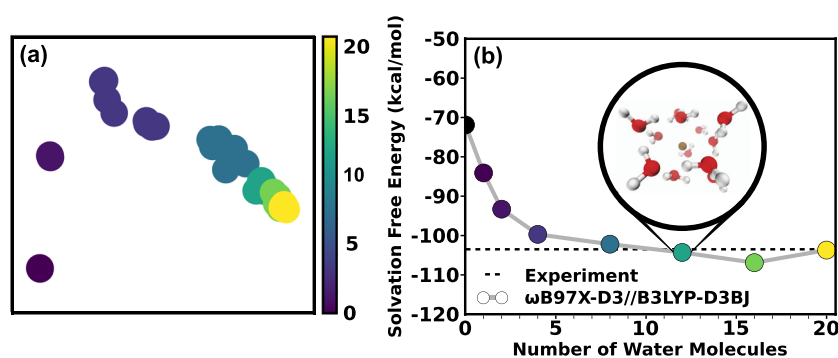 (a)
20
15
10
5
0
(b)
Solvation Free Energy (kcal/mol)
-50
-60
-70
-80
-90
-100
-110
-120
Experiment
ωB97X-D3//B3LYP-D3BJ
0 5 10 15 20
Number of Water Molecules